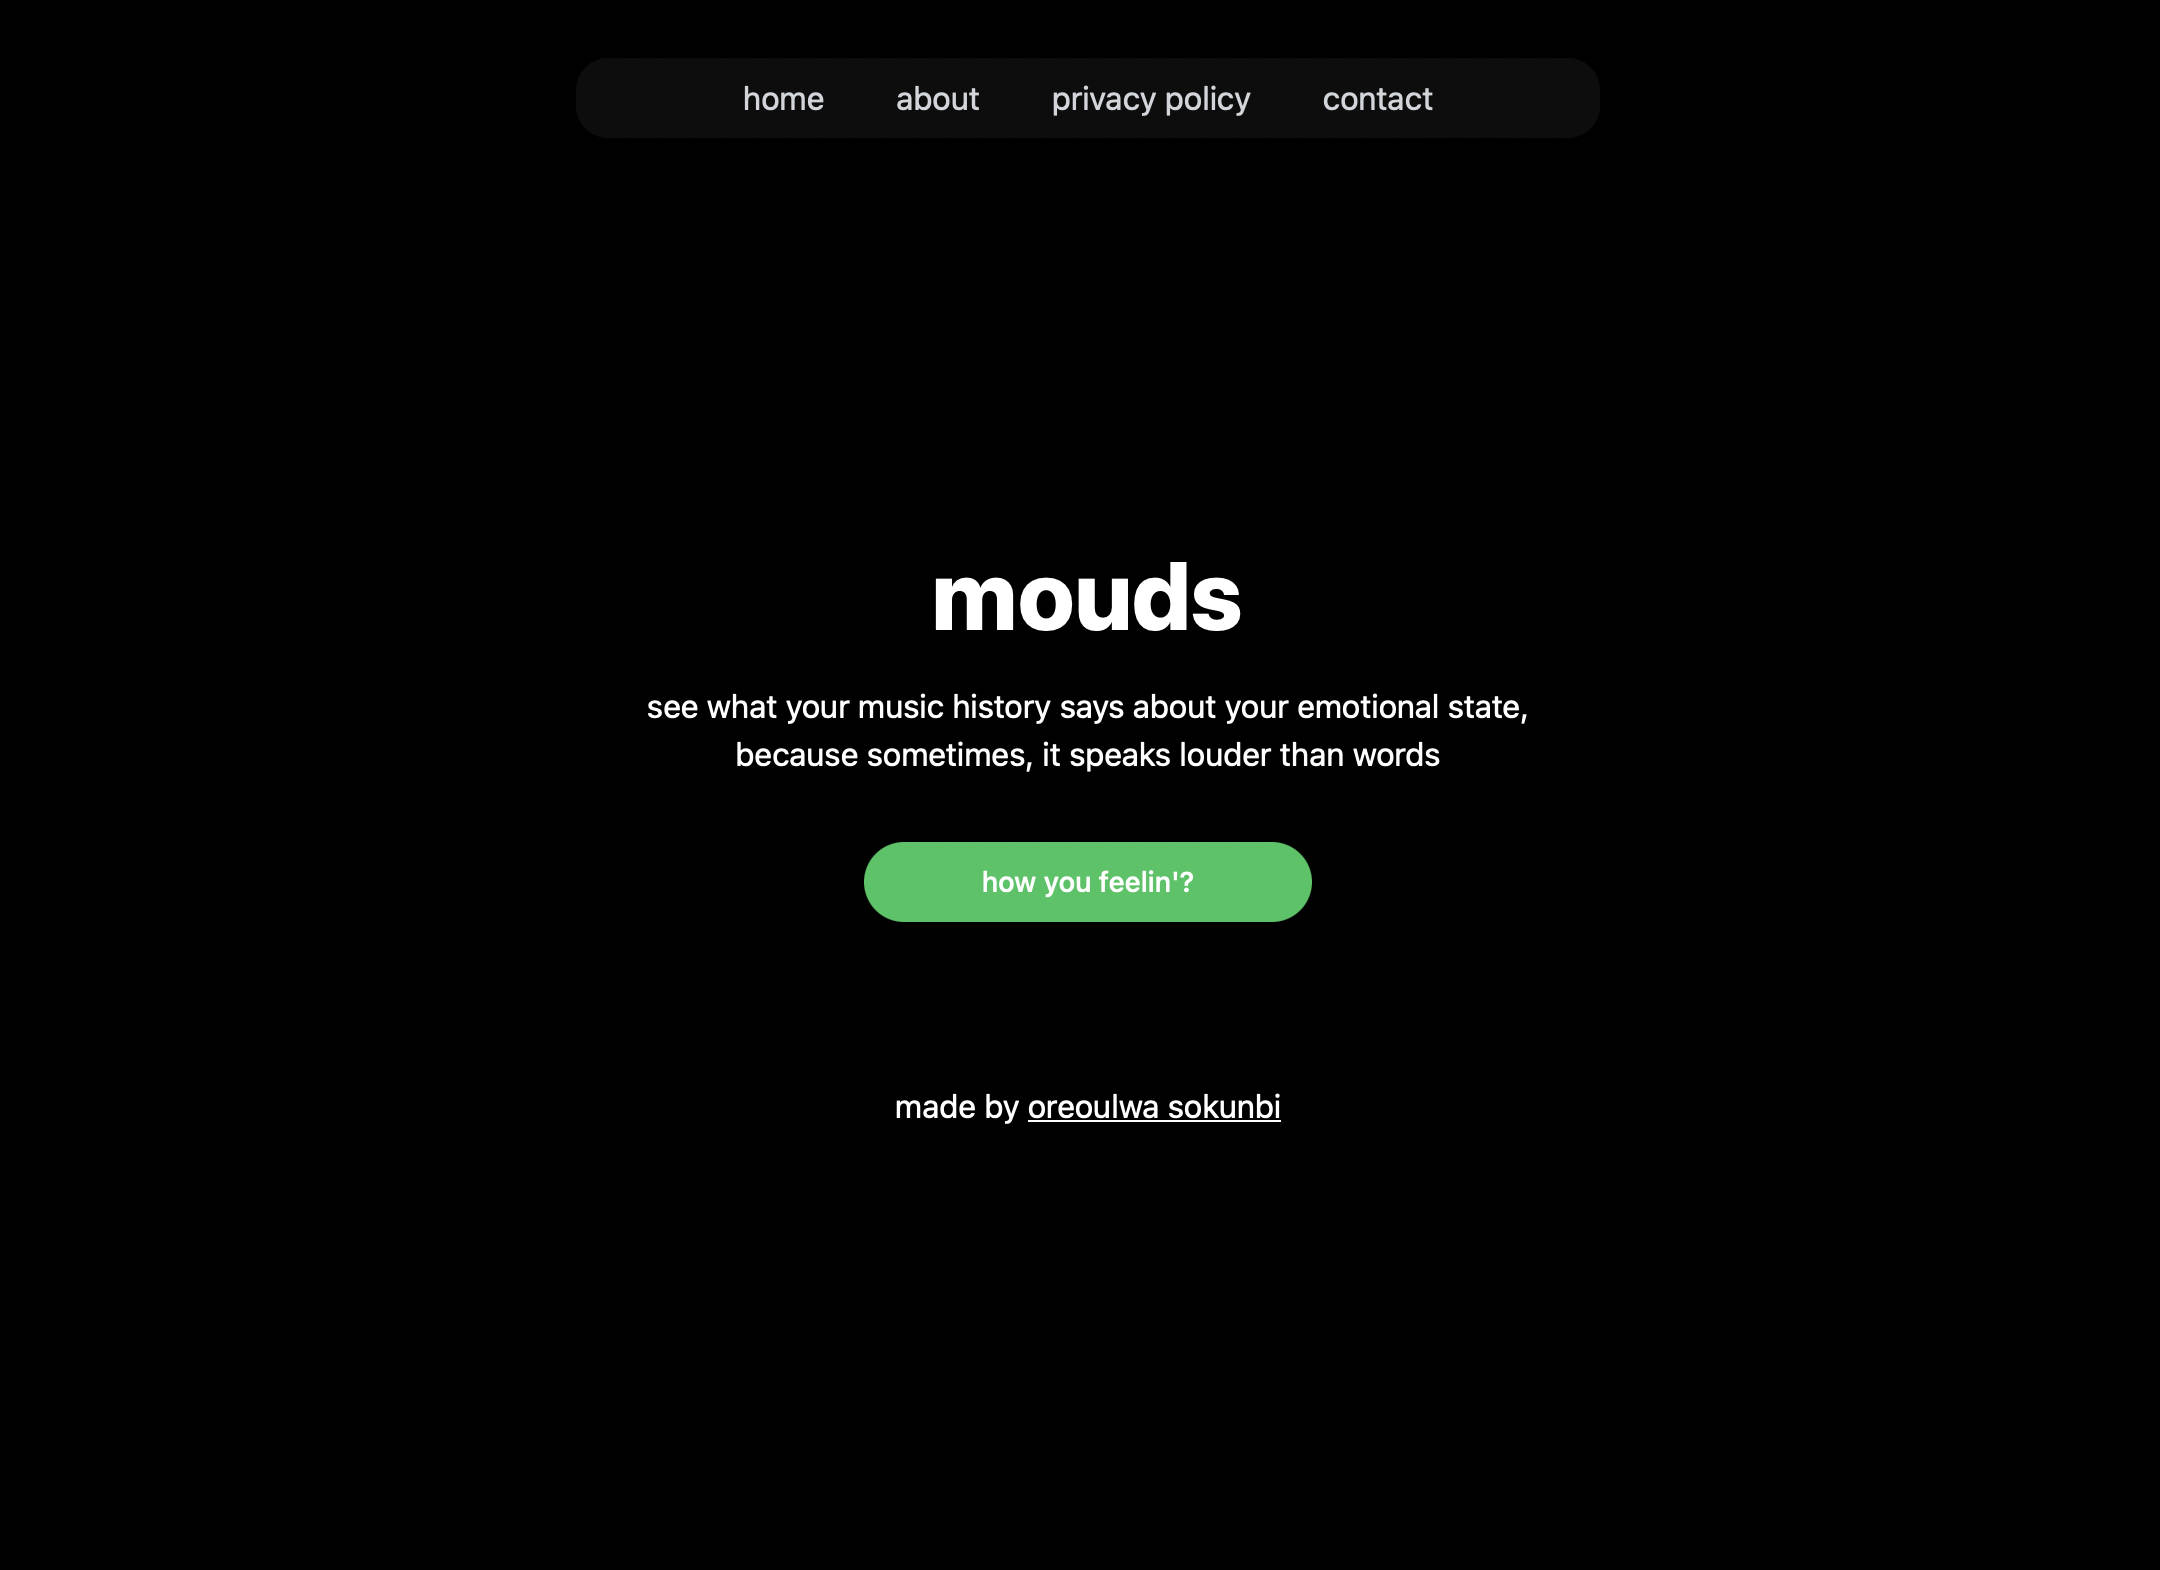 home about privacy policy contact
mouds
see what your music history says about your emotional state,
because sometimes, it speaks louder than words
how you feelin'?
made by oreoulwa sokunbi